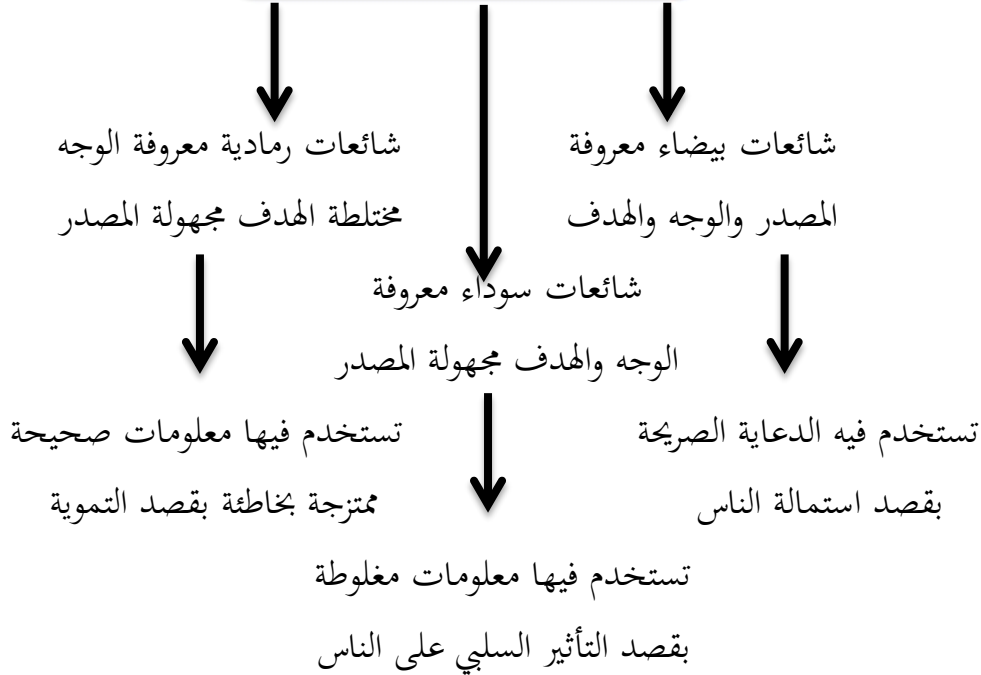 شائعات بيضاء معروفة
المصدر والوجه والهدف
شائعات رمادية معروفة الوجه
مختلطة الهدف مجهولة المصدر
شائعات سوداء معروفة
الوجه والهدف مجهولة المصدر
تستخدم فيه الدعاية الصريحة
بقصد استمالة الناس
تستخدم فيها معلومات صحيحة
ممتزجة بخاطئة بقصد التموية
تستخدم فيها معلومات مغلوطة
بقصد التأثير السلبي على الناس